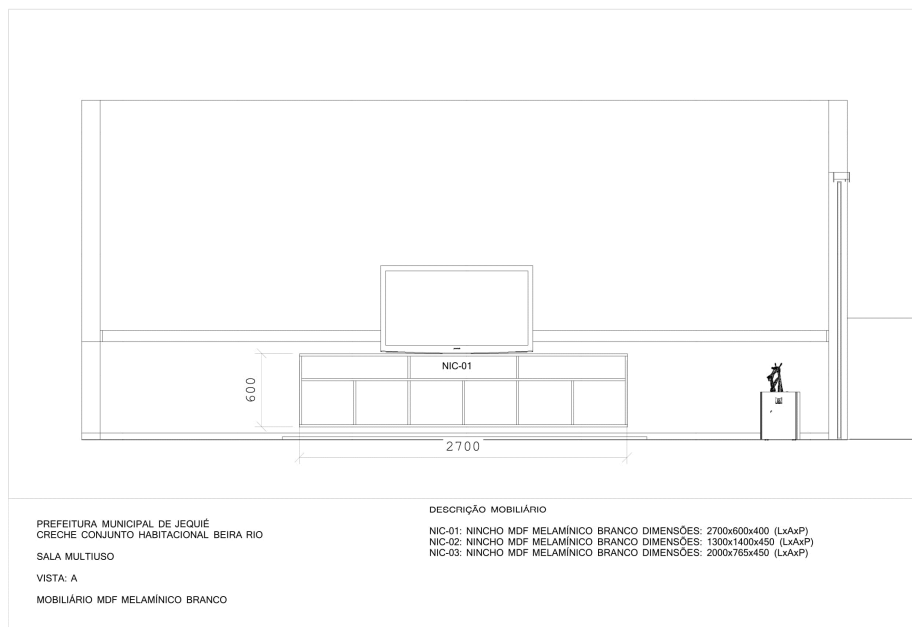 NIC-01
600
2700
PREFEITURA MUNICIPAL DE JEQUIÉ
CRECHE CONJUNTO HABITACIONAL BEIRA RIO
SALA MULTIUSO
VISTA: A
MOBILIÁRIO MDF MELAMÍNICO BRANCO
DESCRIÇÃO MOBILIÁRIO
NIC-01: NINCHO MDF MELAMÍNICO BRANCO DIMENSÕES: 2700x600x400 (LxAxP)
NIC-02: NINCHO MDF MELAMÍNICO BRANCO DIMENSÕES: 1300x1400x450 (LxAxP)
NIC-03: NINCHO MDF MELAMÍNICO BRANCO DIMENSÕES: 2000x765x450 (LxAxP)